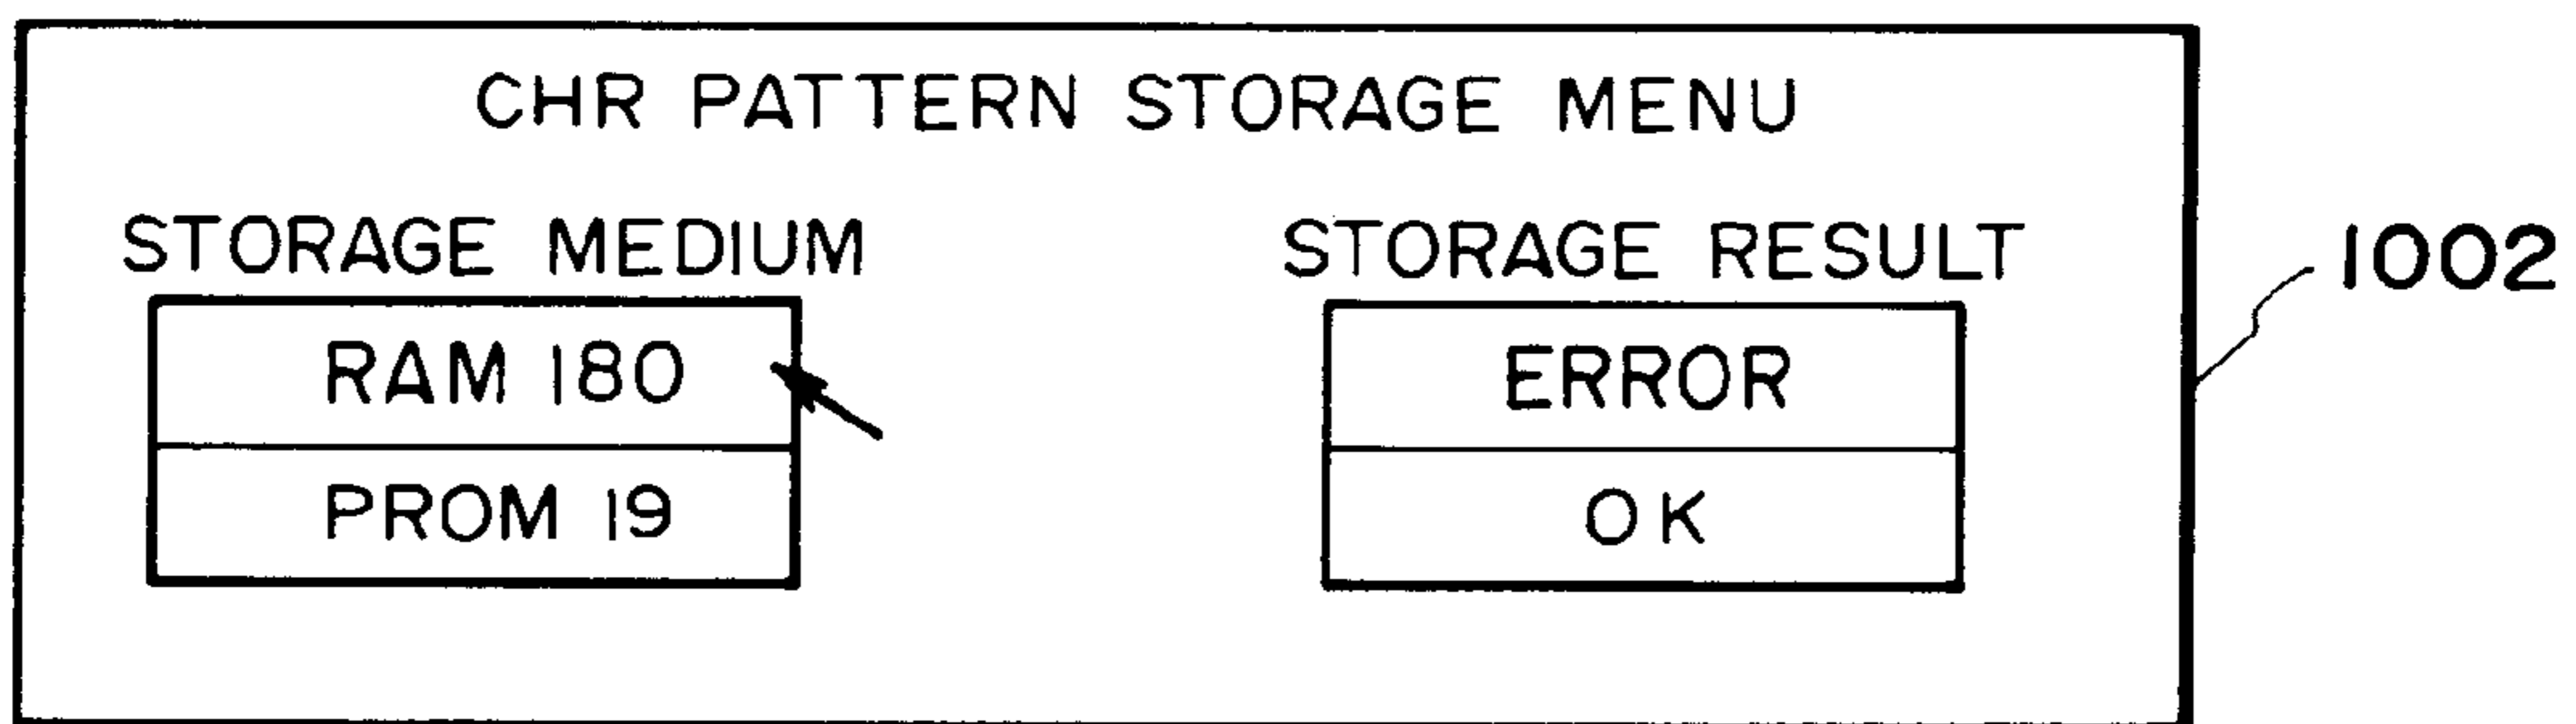 CHR PATTERN STORAGE MENU
STORAGE MEDIUM
RAM 180
PROM 19
STORAGE RESULT
ERROR
OK
1002